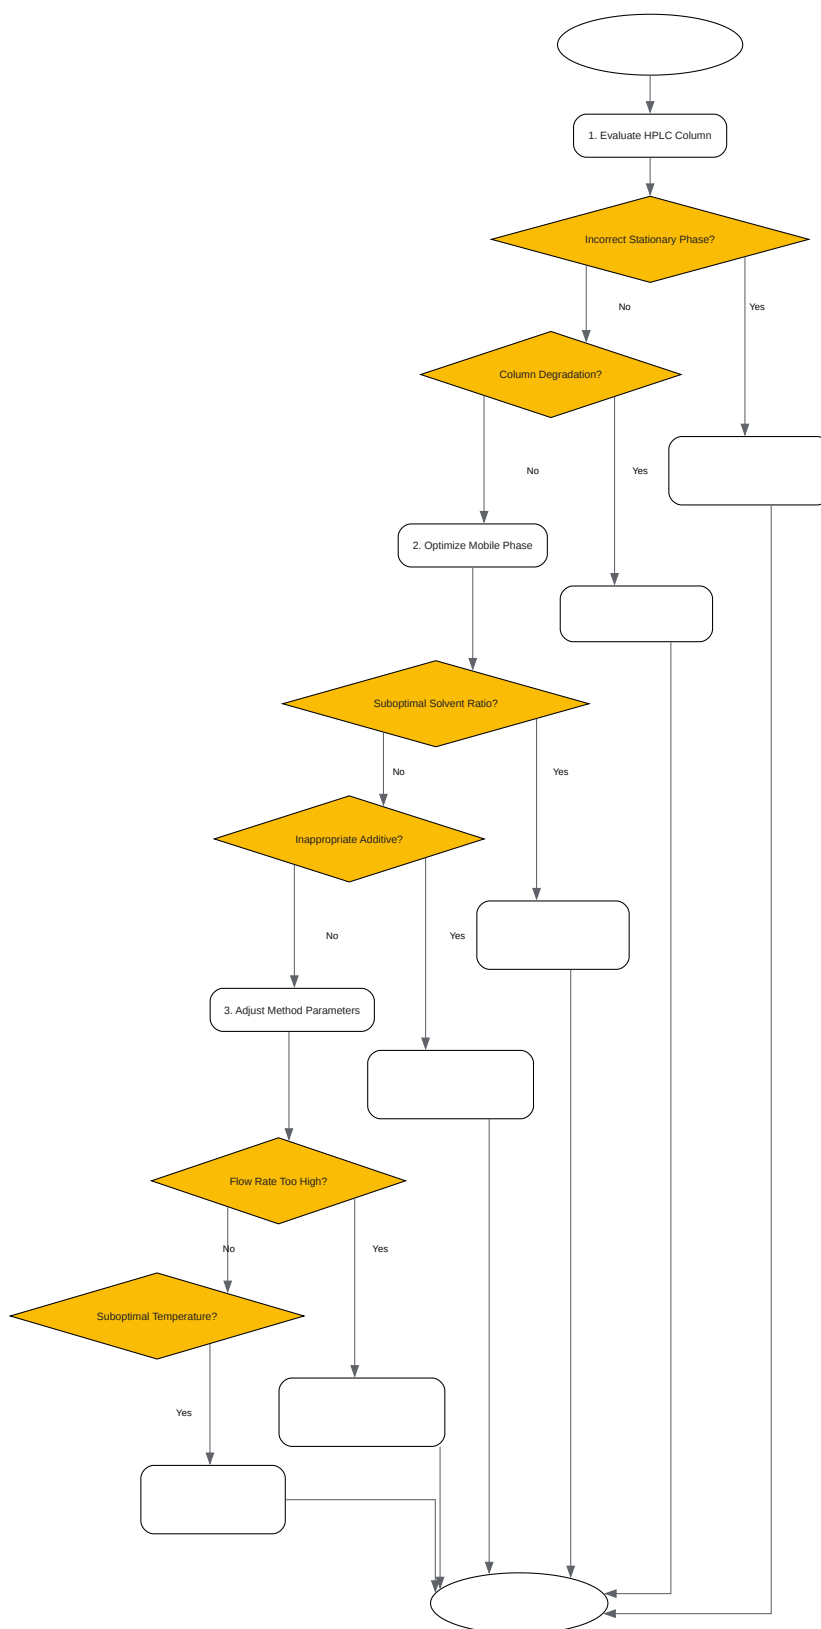 1. Evaluate HPLC Column
Incorrect Stationary Phase?
No
Yes
Column Degradation?
No
Yes
2. Optimize Mobile Phase
Suboptimal Solvent Ratio?
No
Yes
Inappropriate Additive?
No
Yes
3. Adjust Method Parameters
Flow Rate Too High?
No
Yes
Suboptimal Temperature?
Yes